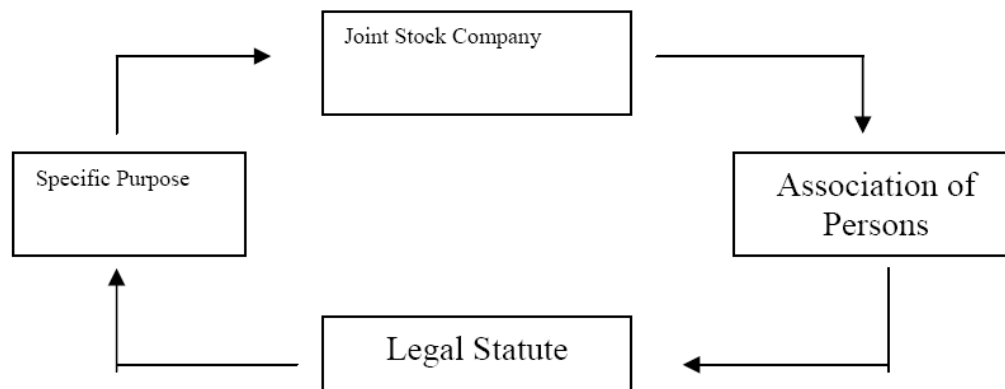 Joint Stock Company
Specific Purpose
Association of
Persons
Legal Statute